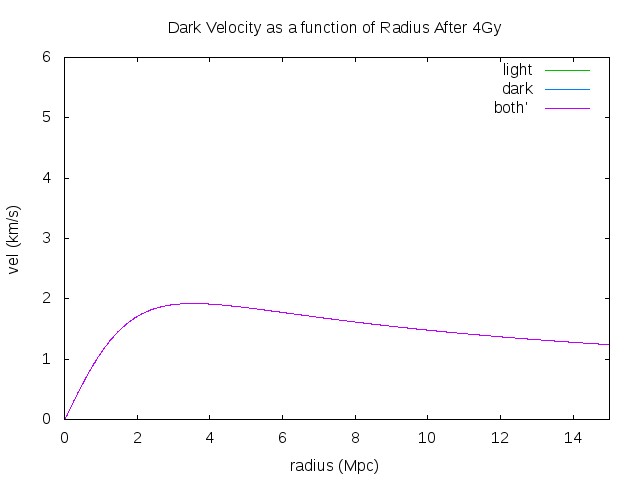 Dark Velocity as a function of Radius After 4Gy
6
light
dark
both'
5
4
3
2
1
0
vel (km/s)
0 2 4 6 8 10 12 14
radius (Mpc)